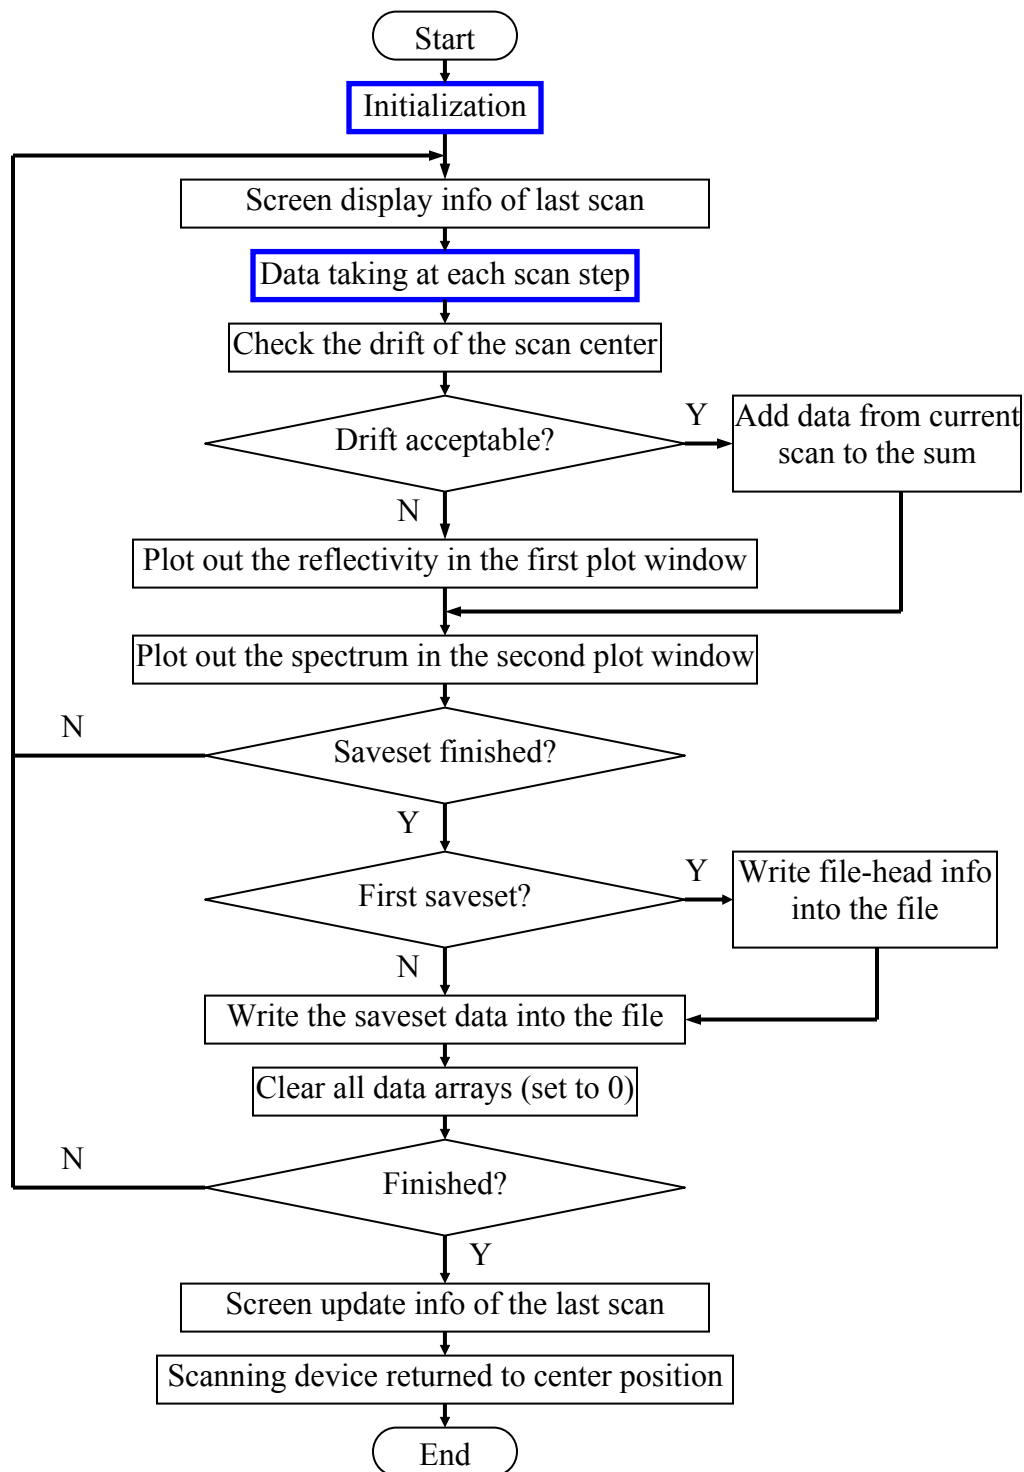 Start
Initialization
Screen display info of last scan
Data taking at each scan step
Check the drift of the scan center
Drift acceptable?
Y
Add data from current
scan to the sum
N
Plot out the reflectivity in the first plot window
Plot out the spectrum in the second plot window
N
Saveset finished?
Y
First saveset?
Y
Write file-head info
into the file
N
Write the saveset data into the file
Clear all data arrays (set to 0)
N
Finished?
Y
Screen update info of the last scan
Scanning device returned to center position
End